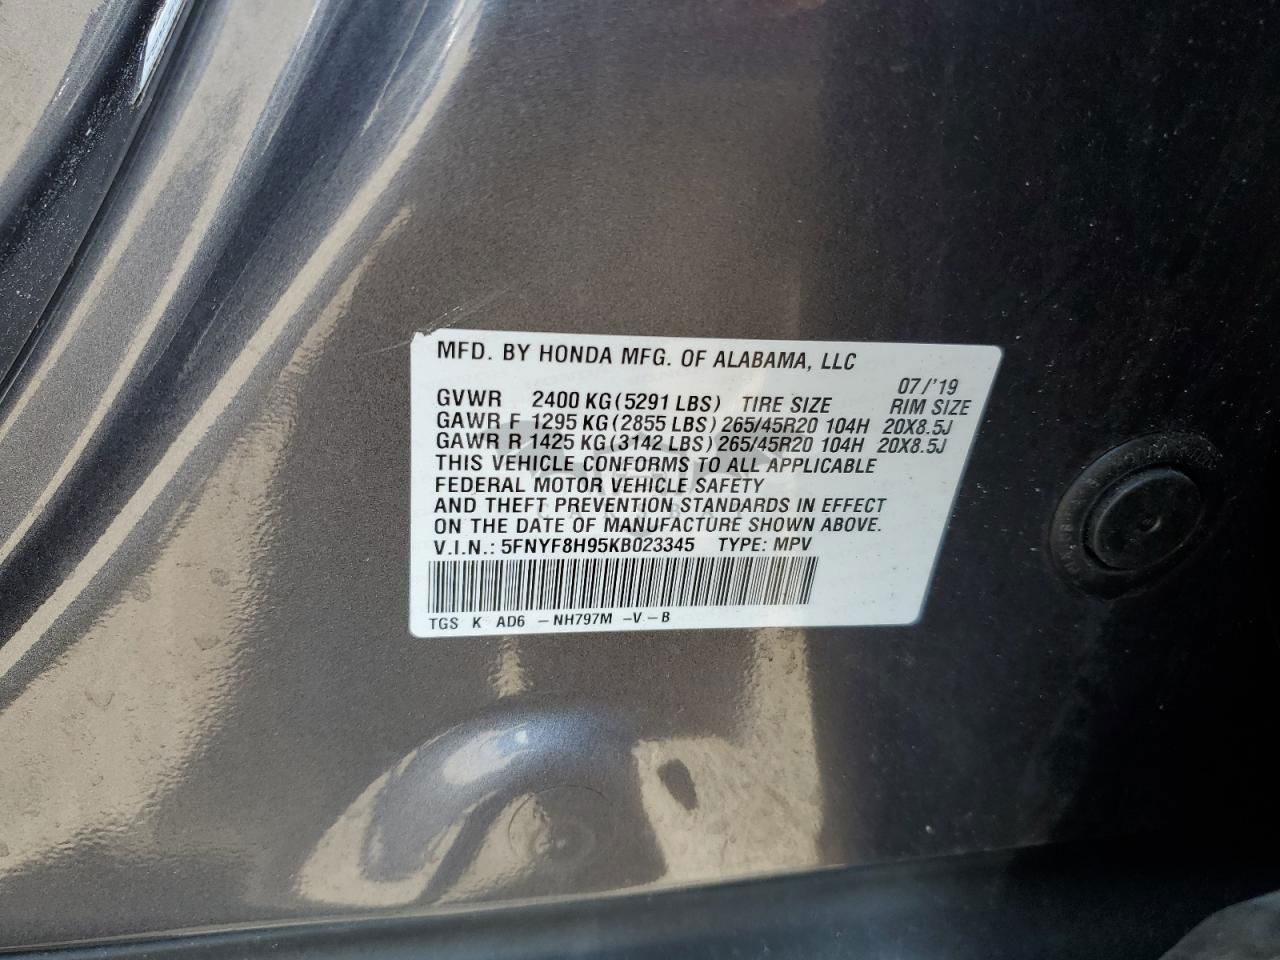 MFD. BY HONDA MFG. OF ALABAMA, LLC
07/'19
GVWR 2400 KG (5291 LBS) TIRE SIZE RIM SIZE
GAWR F 1295 KG (2855 LBS) 265/45R20 104H 20X8.5J
GAWR R 1425 KG (3142 LBS) 265/45R20 104H 20X8.5J
THIS VEHICLE CONFORMS TO ALL APPLICABLE
FEDERAL MOTOR VEHICLE SAFETY
AND THEFT PREVENTION STANDARDS IN EFFECT
ON THE DATE OF MANUFACTURE SHOWN ABOVE.
V.I.N.: 5FNYF8H95KB023345 TYPE: MPV
TGS K AD6 -NH797M -V-B